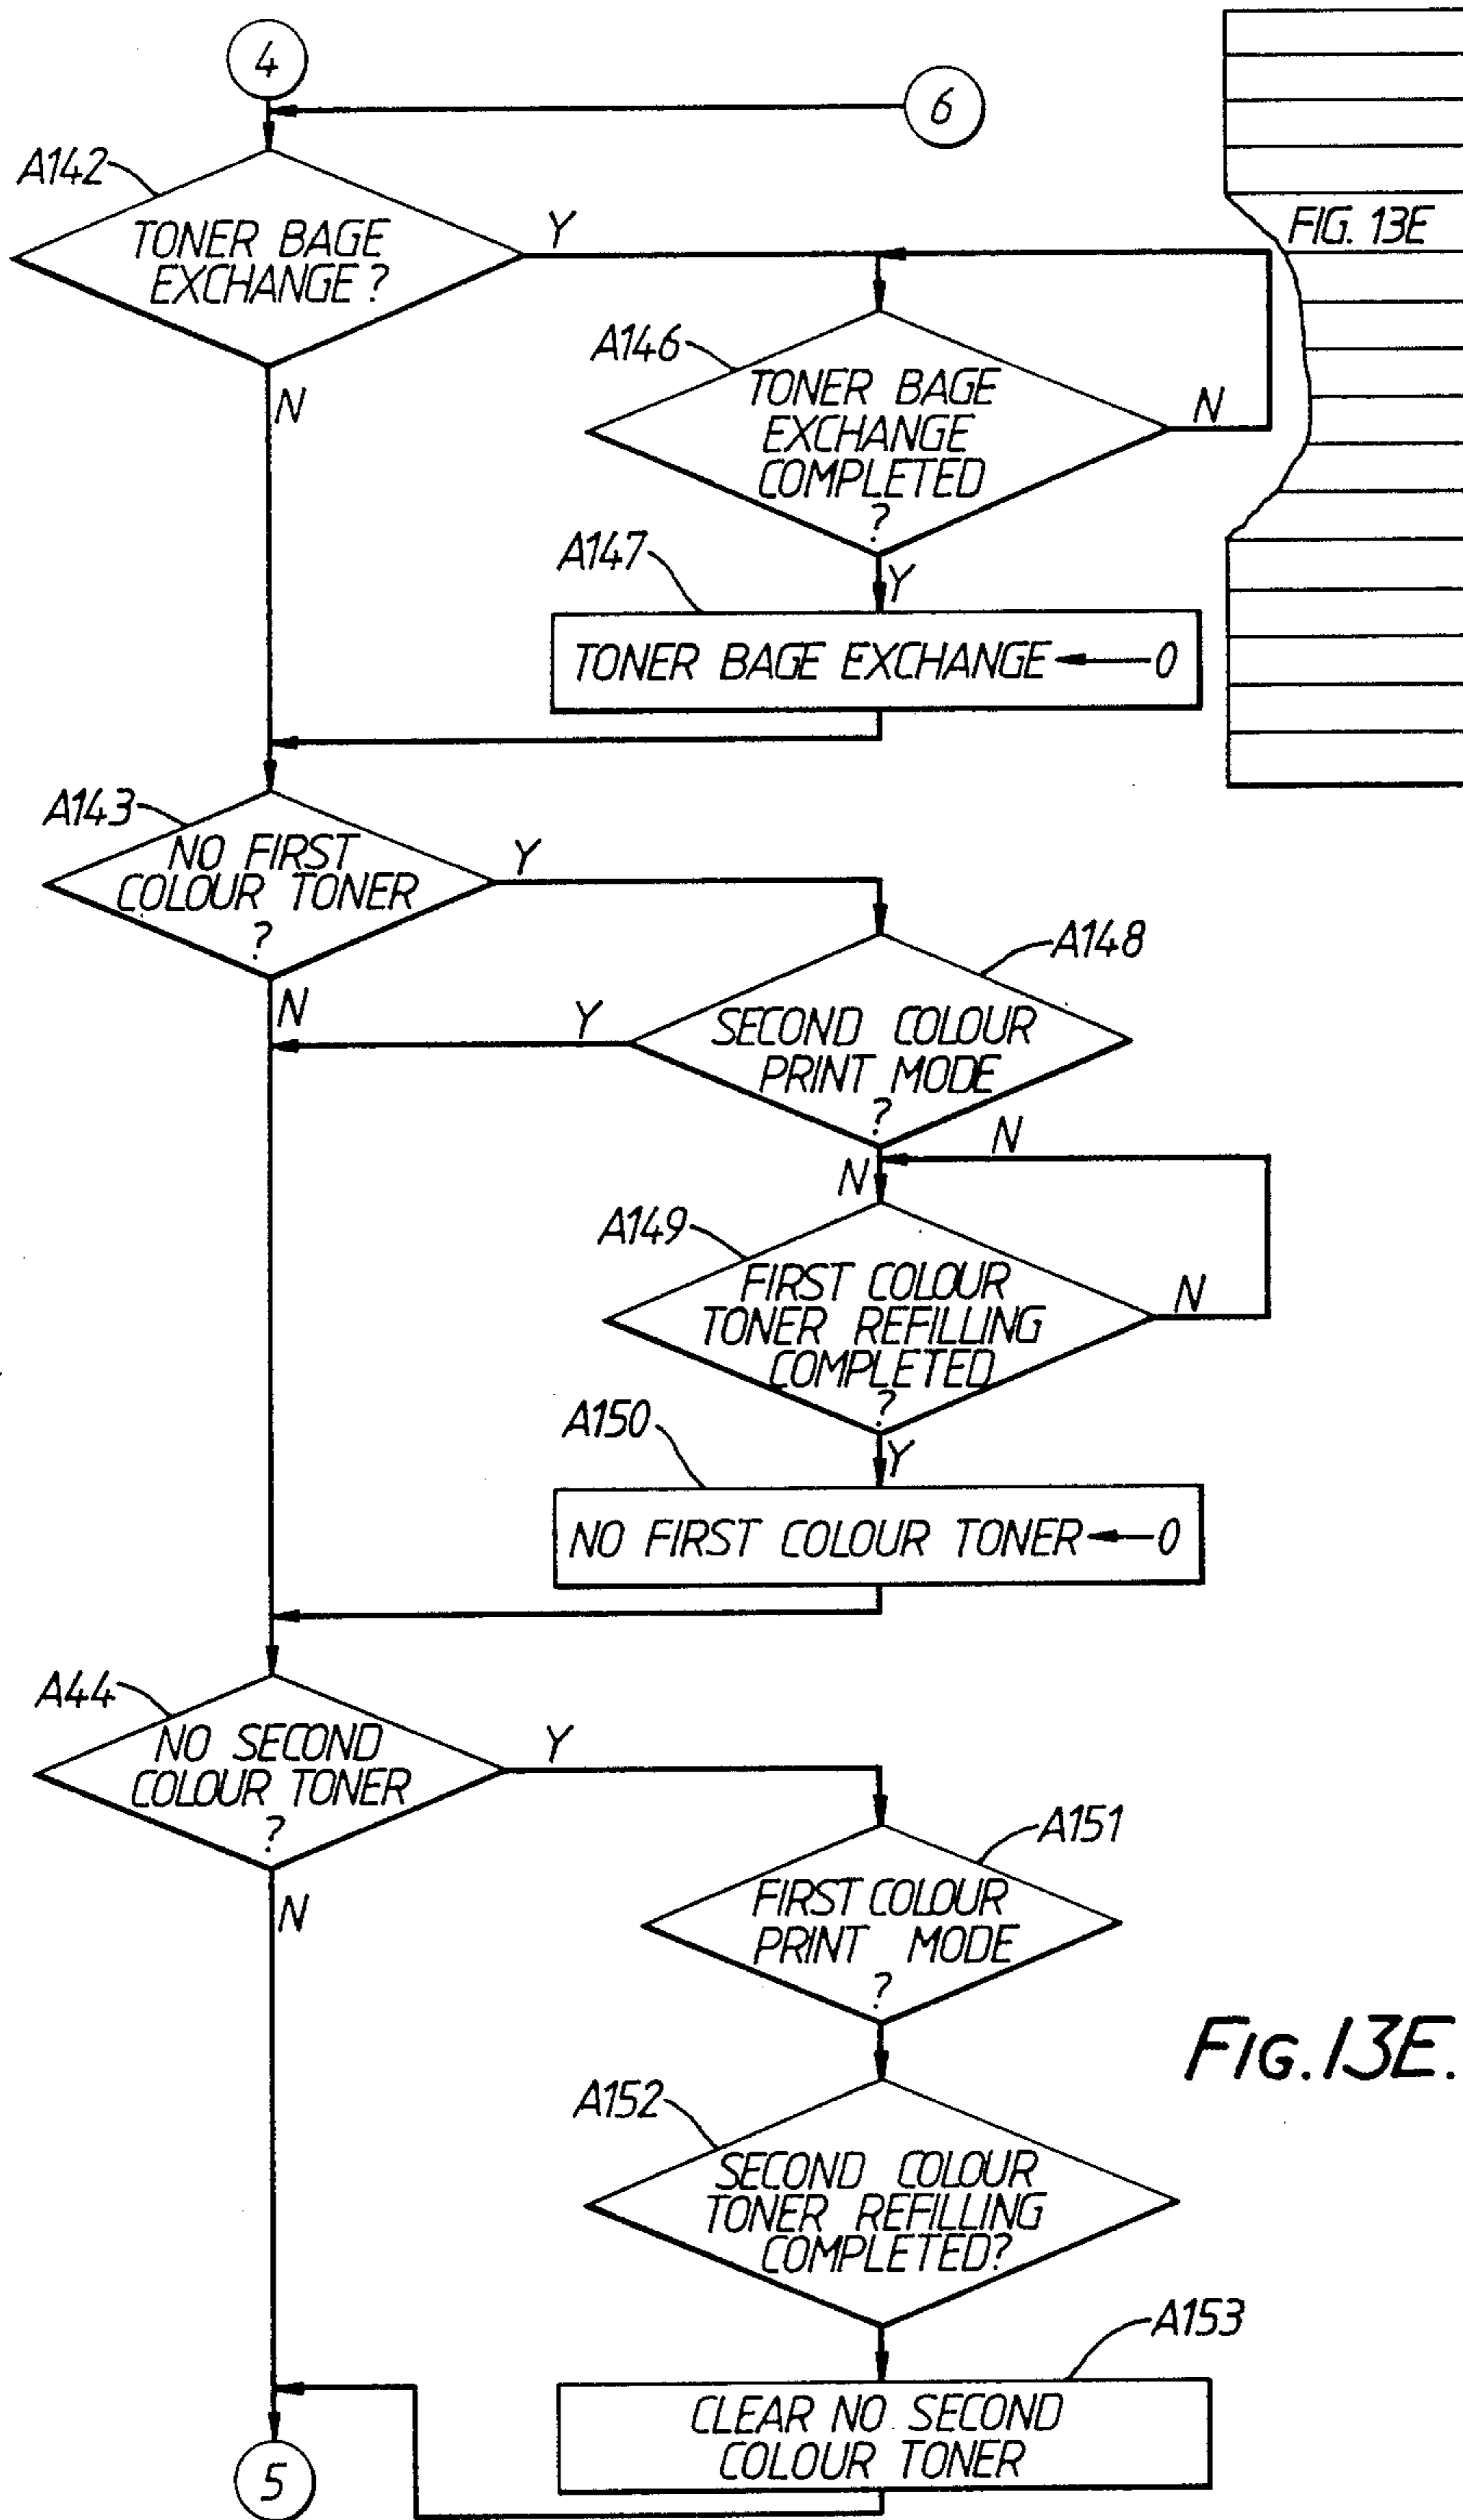 4
6
A142
TONER BAGE
EXCHANGE?
Y
N
FIG. 13E
A146
TONER BAGE
EXCHANGE
COMPLETED
?
N
Y
A147
TONER BAGE EXCHANGE ← 0
A143
NO FIRST
COLOUR TONER
?
Y
N
A148
SECOND COLOUR
PRINT MODE
?
Y
N
N
A149
FIRST COLOUR
TONER REFILLING
COMPLETED
?
N
Y
A150
NO FIRST COLOUR TONER ← 0
A44
NO SECOND
COLOUR TONER
?
Y
N
A151
FIRST COLOUR
PRINT MODE
?
FIG. 13E.
A152
SECOND COLOUR
TONER REFILLING
COMPLETED?
A153
CLEAR NO SECOND
COLOUR TONER
5